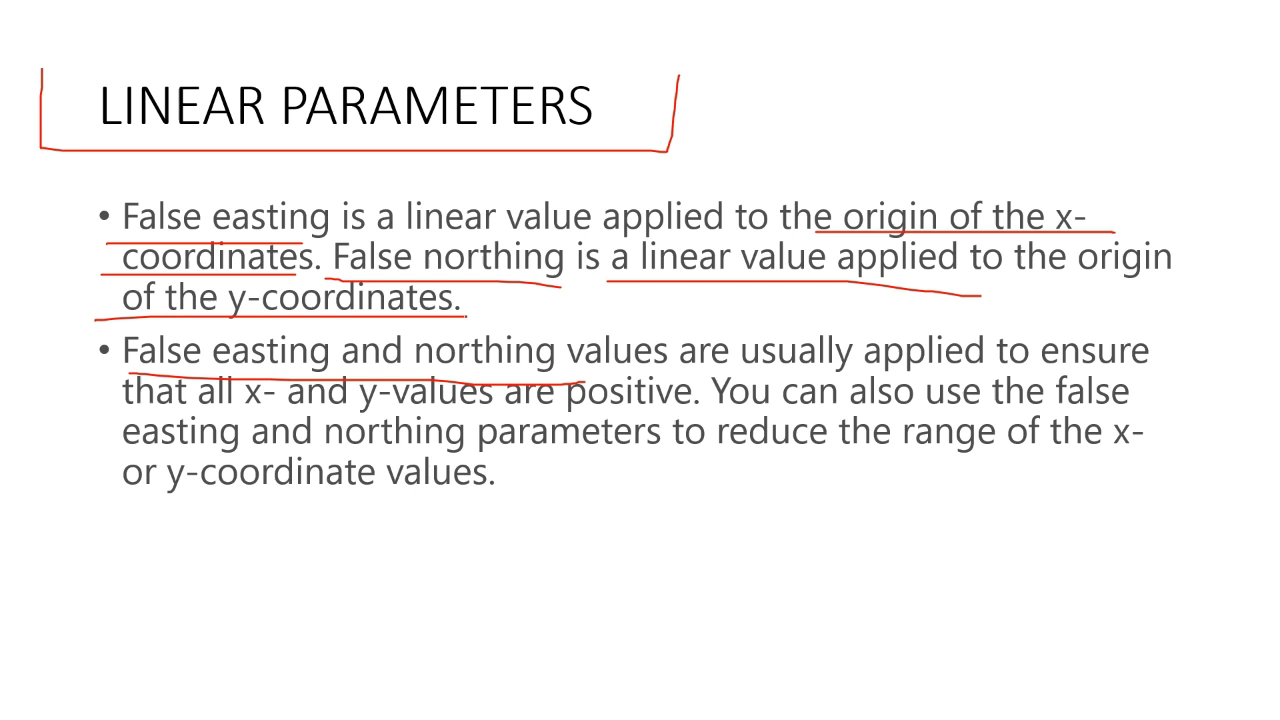 LINEAR PARAMETERS
• False easting is a linear value applied to the origin of the x-
coordinates. False northing is a linear value applied to the origin
of the y-coordinates.
• False easting and northing values are usually applied to ensure
that all x- and y-values are positive. You can also use the false
easting and northing parameters to reduce the range of the x-
or y-coordinate values.